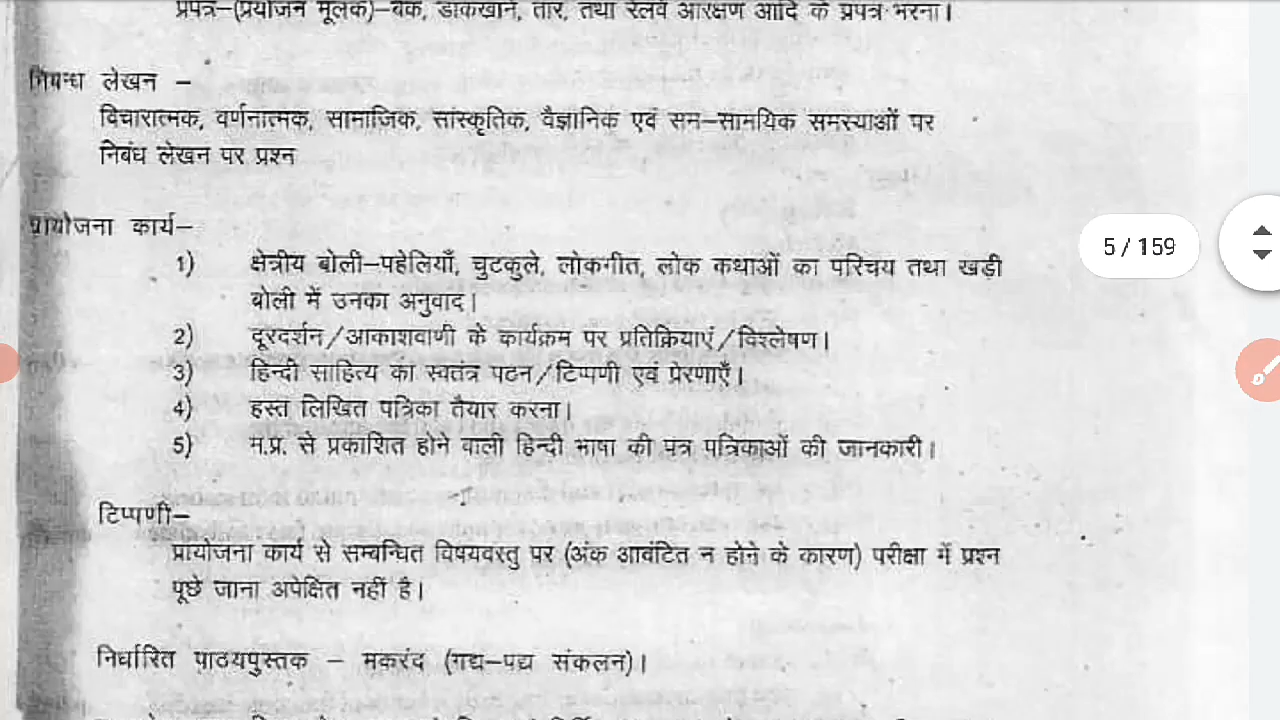 प्रपत्र–(प्रयोजन मूलक)–बैंक, डाकखाने, तार, तथा रेलवे आरक्षण आदि के प्रपत्र भरना।
निबन्ध लेखन –
विचारात्मक, वर्णनात्मक, सामाजिक, सांस्कृतिक, वैज्ञानिक एवं सम–सामयिक समस्याओं पर
निबंध लेखन पर प्रश्न
प्रायोजना कार्य–
1) क्षेत्रीय बोली–पहेलियाँ, चुटकुले, लोकगीत, लोक कथाओं का परिचय तथा खड़ी
बोली में उनका अनुवाद।
5 / 159
2) दूरदर्शन/आकाशवाणी के कार्यक्रम पर प्रतिक्रियाएं/विश्लेषण।
3) हिन्दी साहित्य का स्वतंत्र पठन/टिप्पणी एवं प्रेरणाएँ।
4) हस्त लिखित पत्रिका तैयार करना।
5) म.प्र. से प्रकाशित होने वाली हिन्दी भाषा की पत्र पत्रिकाओं की जानकारी।
टिप्पणी–
प्रायोजना कार्य से सम्बन्धित विषयवस्तु पर (अंक आवंटित न होने के कारण) परीक्षा में प्रश्न
पूछे जाना अपेक्षित नहीं है।
निर्धारित पाठयपुस्तक – मकरंद (गद्य–पद्य संकलन)।